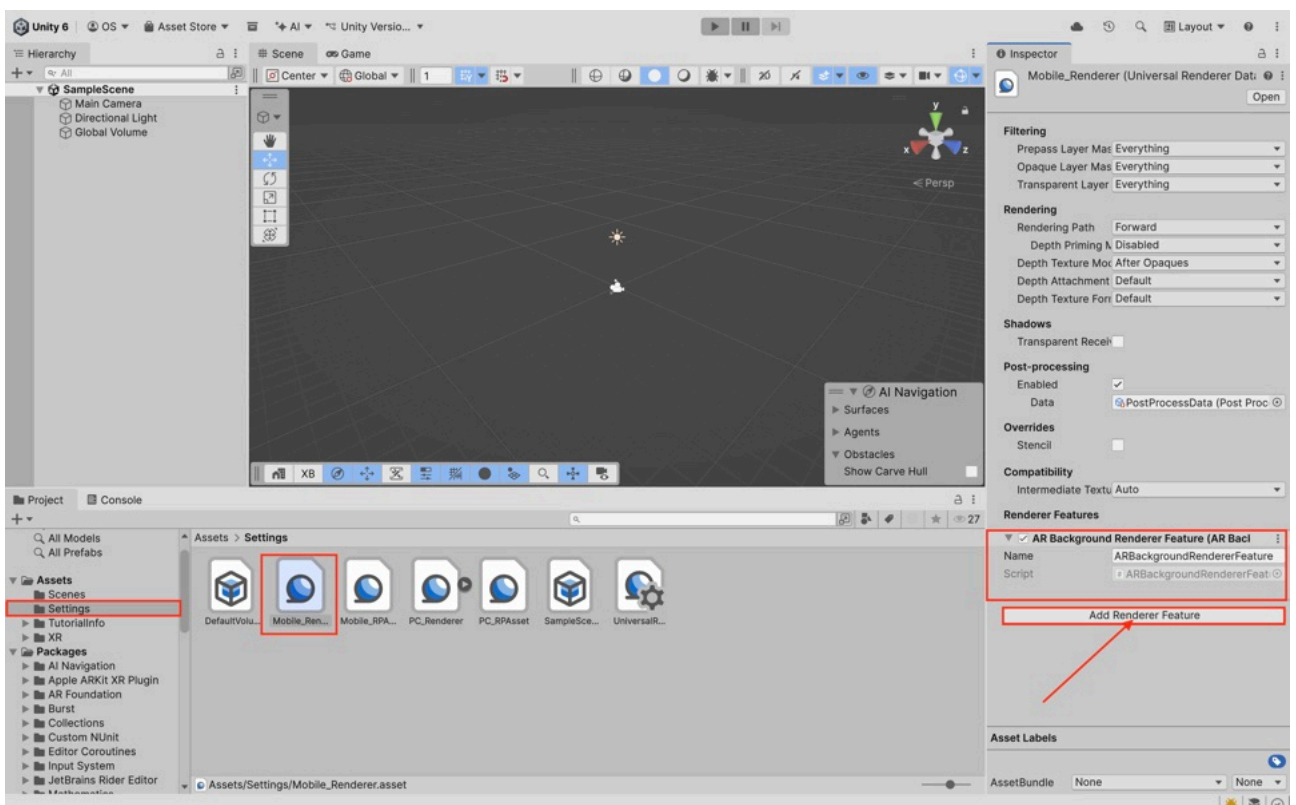 Unity 6 OS Asset Store AI Unity Versio... Layout
Hierarchy
All
SampleScene
Main Camera
Directional Light
Global Volume
Scene Game
Center Global 1 2D
y
x z
< Persp
AI Navigation
Surfaces
Agents
Obstacles
Show Carve Hull
XB
Inspector
Mobile_Renderer (Universal Renderer Data
Open
Filtering
Prepass Layer Mas Everything
Opaque Layer Mas Everything
Transparent Layer Everything
Rendering
Rendering Path Forward
Depth Priming M Disabled
Depth Texture Moc After Opaques
Depth Attachment Default
Depth Texture Forr Default
Shadows
Transparent Recei
Post-processing
Enabled
Data PostProcessData (Post Proc
Overrides
Stencil
Compatibility
Intermediate Textu Auto
Renderer Features
AR Background Renderer Feature (AR Bacl
Name ARBackgroundRendererFeature
Script # ARBackgroundRendererFeat
Add Renderer Feature
Asset Labels
AssetBundle None None
Project Console
27
All Models
All Prefabs
Assets
Scenes
Settings
TutorialInfo
XR
Packages
AI Navigation
Apple ARKit XR Plugin
AR Foundation
Burst
Collections
Custom NUnit
Editor Coroutines
Input System
JetBrains Rider Editor
Mathematics
Assets > Settings
DefaultVolu... Mobile_Ren... Mobile_RPA... PC_Renderer PC_RPAsset SampleSce... UniversalR...
Assets/Settings/Mobile_Renderer.asset